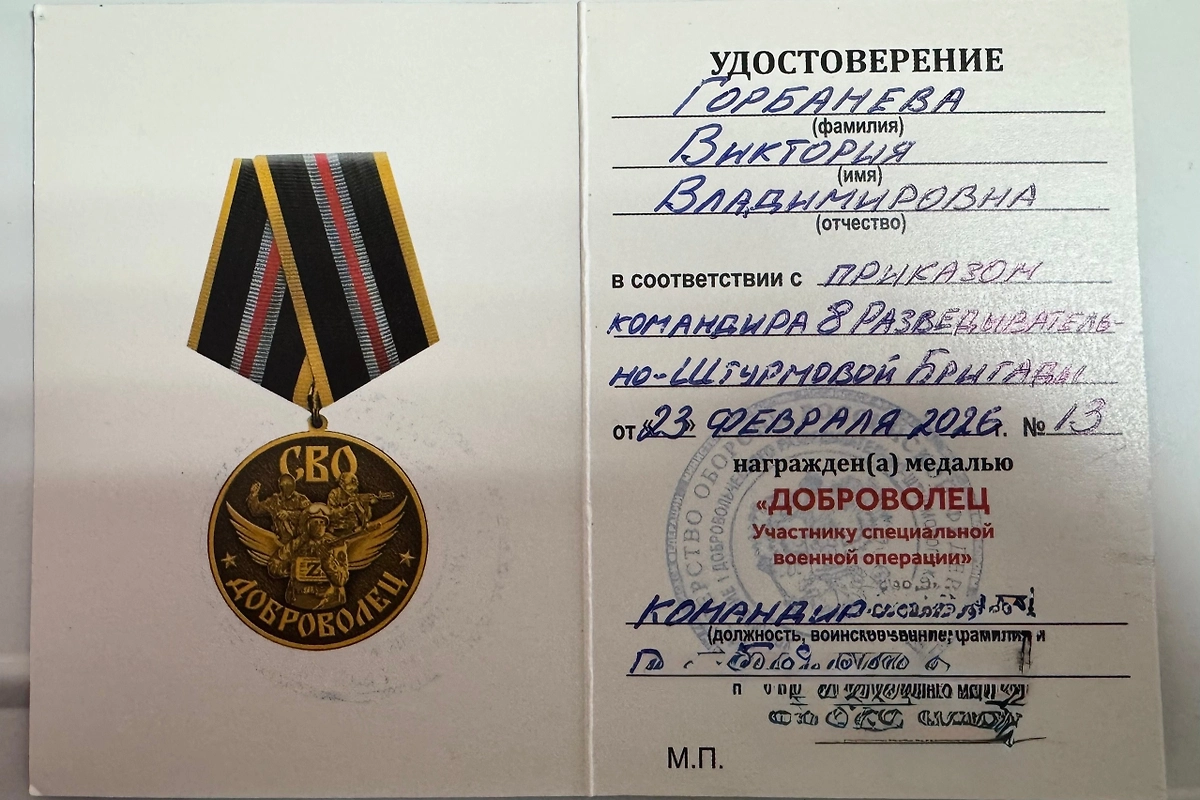 СВО
ДОБРОВОЛЕЦ
УДОСТОВЕРЕНИЕ
ГОРБАНЕВА
(фамилия)
ВИКТОРИЯ
(имя)
ВЛАДИМИРОВНА
(отчество)
в соответствии с ПРИКАЗОМ
КОМАНДИРА 8 РАЗВЕДЫВАТЕЛЬ-
НО-ШТУРМОВОЙ БРИГАДЫ
от «23» ФЕВРАЛЯ 2026 г. № 13
награжден(а) медалью
«ДОБРОВОЛЕЦ
Участнику специальной
военной операции»
КОМАНДИР
(должность, воинское звание, фамилия и
М.П.